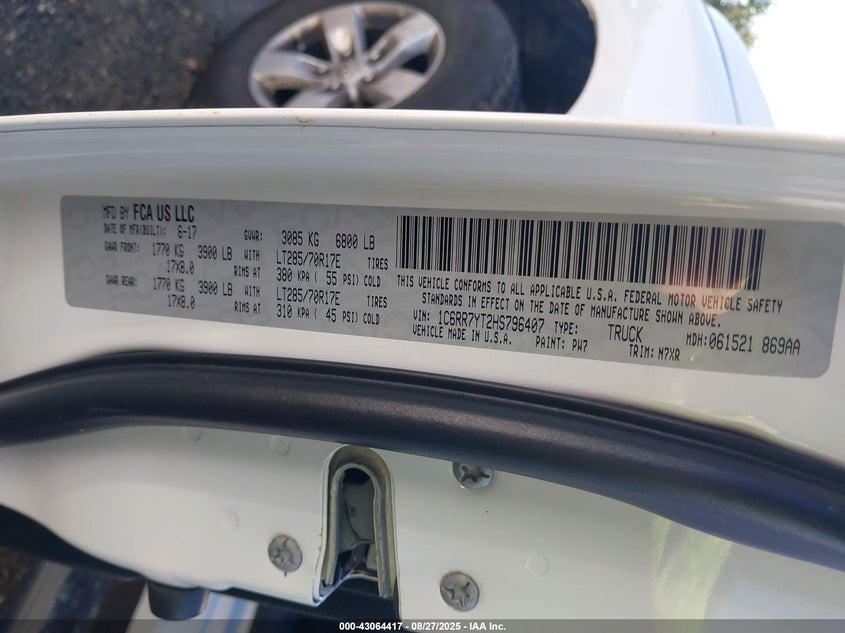 MFD BY FCA US LLC
DATE OF MFR(BUILT): 6-17 GVWR: 3085 KG 6800 LB
GAWR FRONT: 1770 KG 3900 LB WITH LT285/70R17E TIRES
17X8.0 RIMS AT 380 KPA ( 55 PSI) COLD
GAWR REAR: 1770 KG 3900 LB WITH LT285/70R17E TIRES
17X8.0 RIMS AT 310 KPA ( 45 PSI) COLD
THIS VEHICLE CONFORMS TO ALL APPLICABLE U.S.A. FEDERAL MOTOR VEHICLE SAFETY
STANDARDS IN EFFECT ON THE DATE OF MANUFACTURE SHOWN ABOVE.
VIN: 1C6RR7YT2HS796407 TYPE: TRUCK MDH:061521 869AA
VEHICLE MADE IN U.S.A. PAINT: PW7 TRIM: N7XR
000-43064417 - 08/27/2025 - IAA Inc.